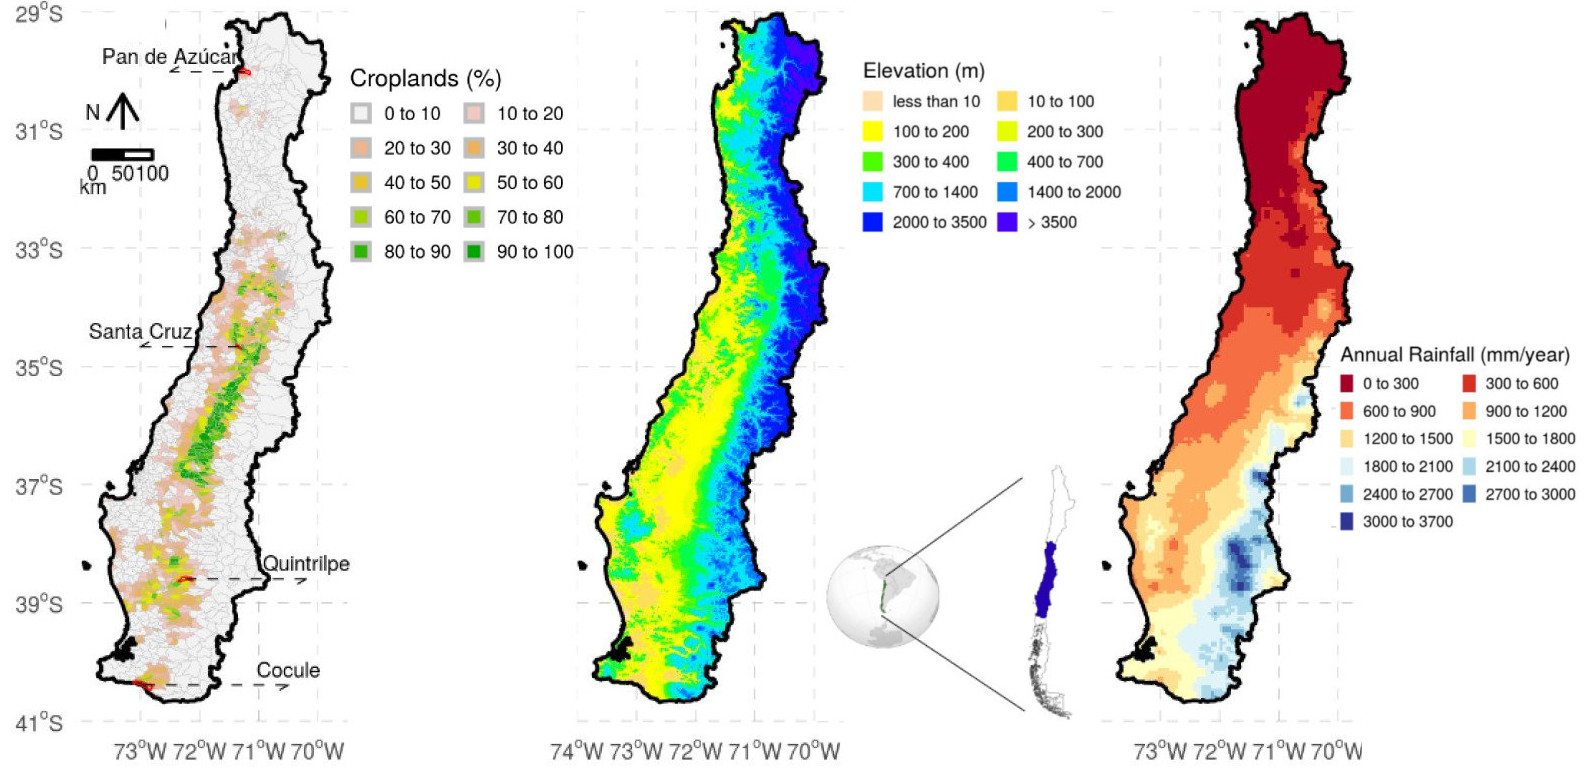 29°S
31°S
33°S
35°S
37°S
39°S
41°S
Pan de Azúcar
N
0 50 100
km
Santa Cruz
Quintrilpe
Cocule
73°W 72°W 71°W 70°W
Croplands (%)
0 to 10
10 to 20
20 to 30
30 to 40
40 to 50
50 to 60
60 to 70
70 to 80
80 to 90
90 to 100
74°W 73°W 72°W 71°W 70°W
Elevation (m)
less than 10
10 to 100
100 to 200
200 to 300
300 to 400
400 to 700
700 to 1400
1400 to 2000
2000 to 3500
> 3500
Annual Rainfall (mm/year)
0 to 300
300 to 600
600 to 900
900 to 1200
1200 to 1500
1500 to 1800
1800 to 2100
2100 to 2400
2400 to 2700
2700 to 3000
3000 to 3700
73°W 72°W 71°W 70°W